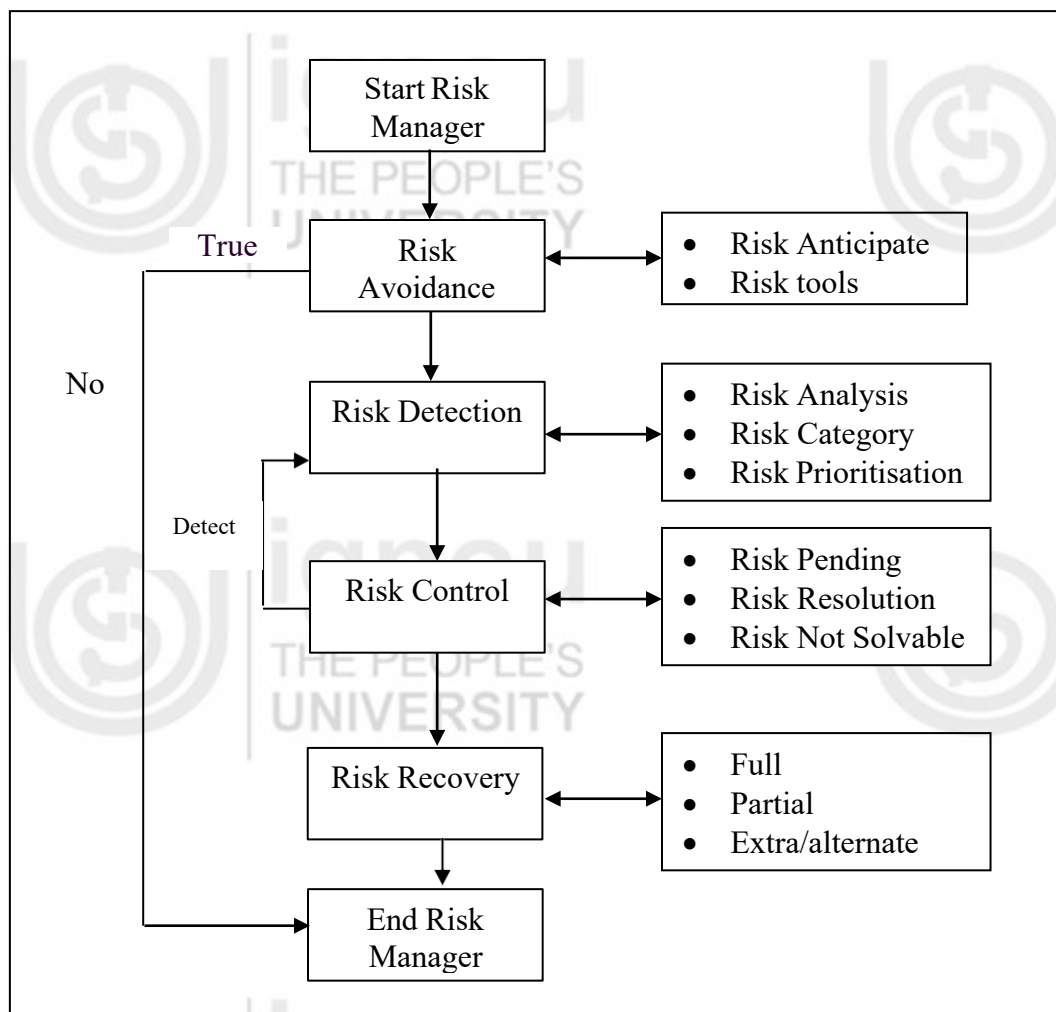 ignou
THE PEOPLE'S
UNIVERSITY
Start Risk
Manager
True
Risk
Avoidance
• Risk Anticipate
• Risk tools
No
Risk Detection
• Risk Analysis
• Risk Category
• Risk Prioritisation
Detect
ignou
Risk Control
• Risk Pending
• Risk Resolution
• Risk Not Solvable
THE PEOPLE'S
UNIVERSITY
Risk Recovery
• Full
• Partial
• Extra/alternate
End Risk
Manager